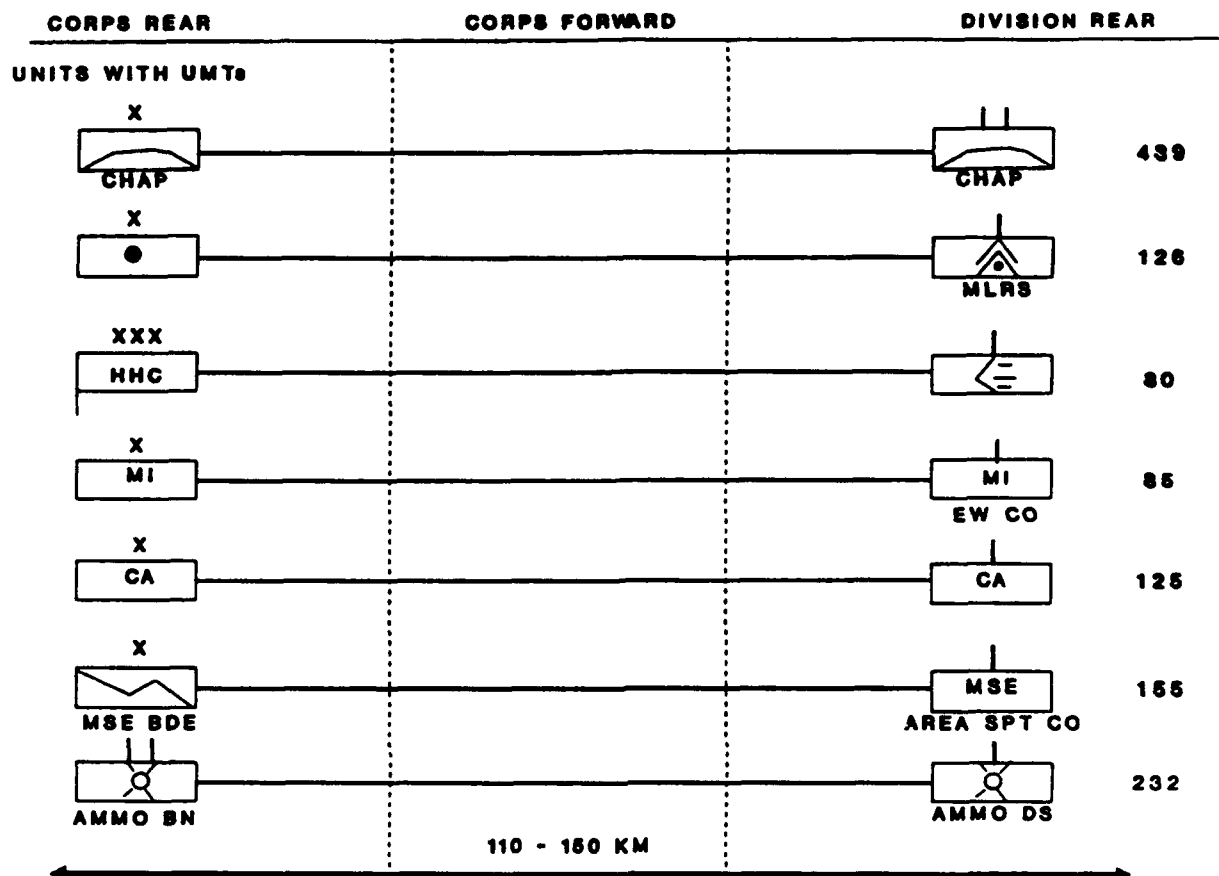 CORPS REAR CORPS FORWARD DIVISION REAR
UNITS WITH UMTs
X
CHAP CHAP 439
X
MLRS 126
XXX
HHC 80
X
MI MI 85
EW CO
X
CA CA 125
X
MSE 155
MSE BDE AREA SPT CO
232
AMMO BN AMMO DS
110 - 150 KM